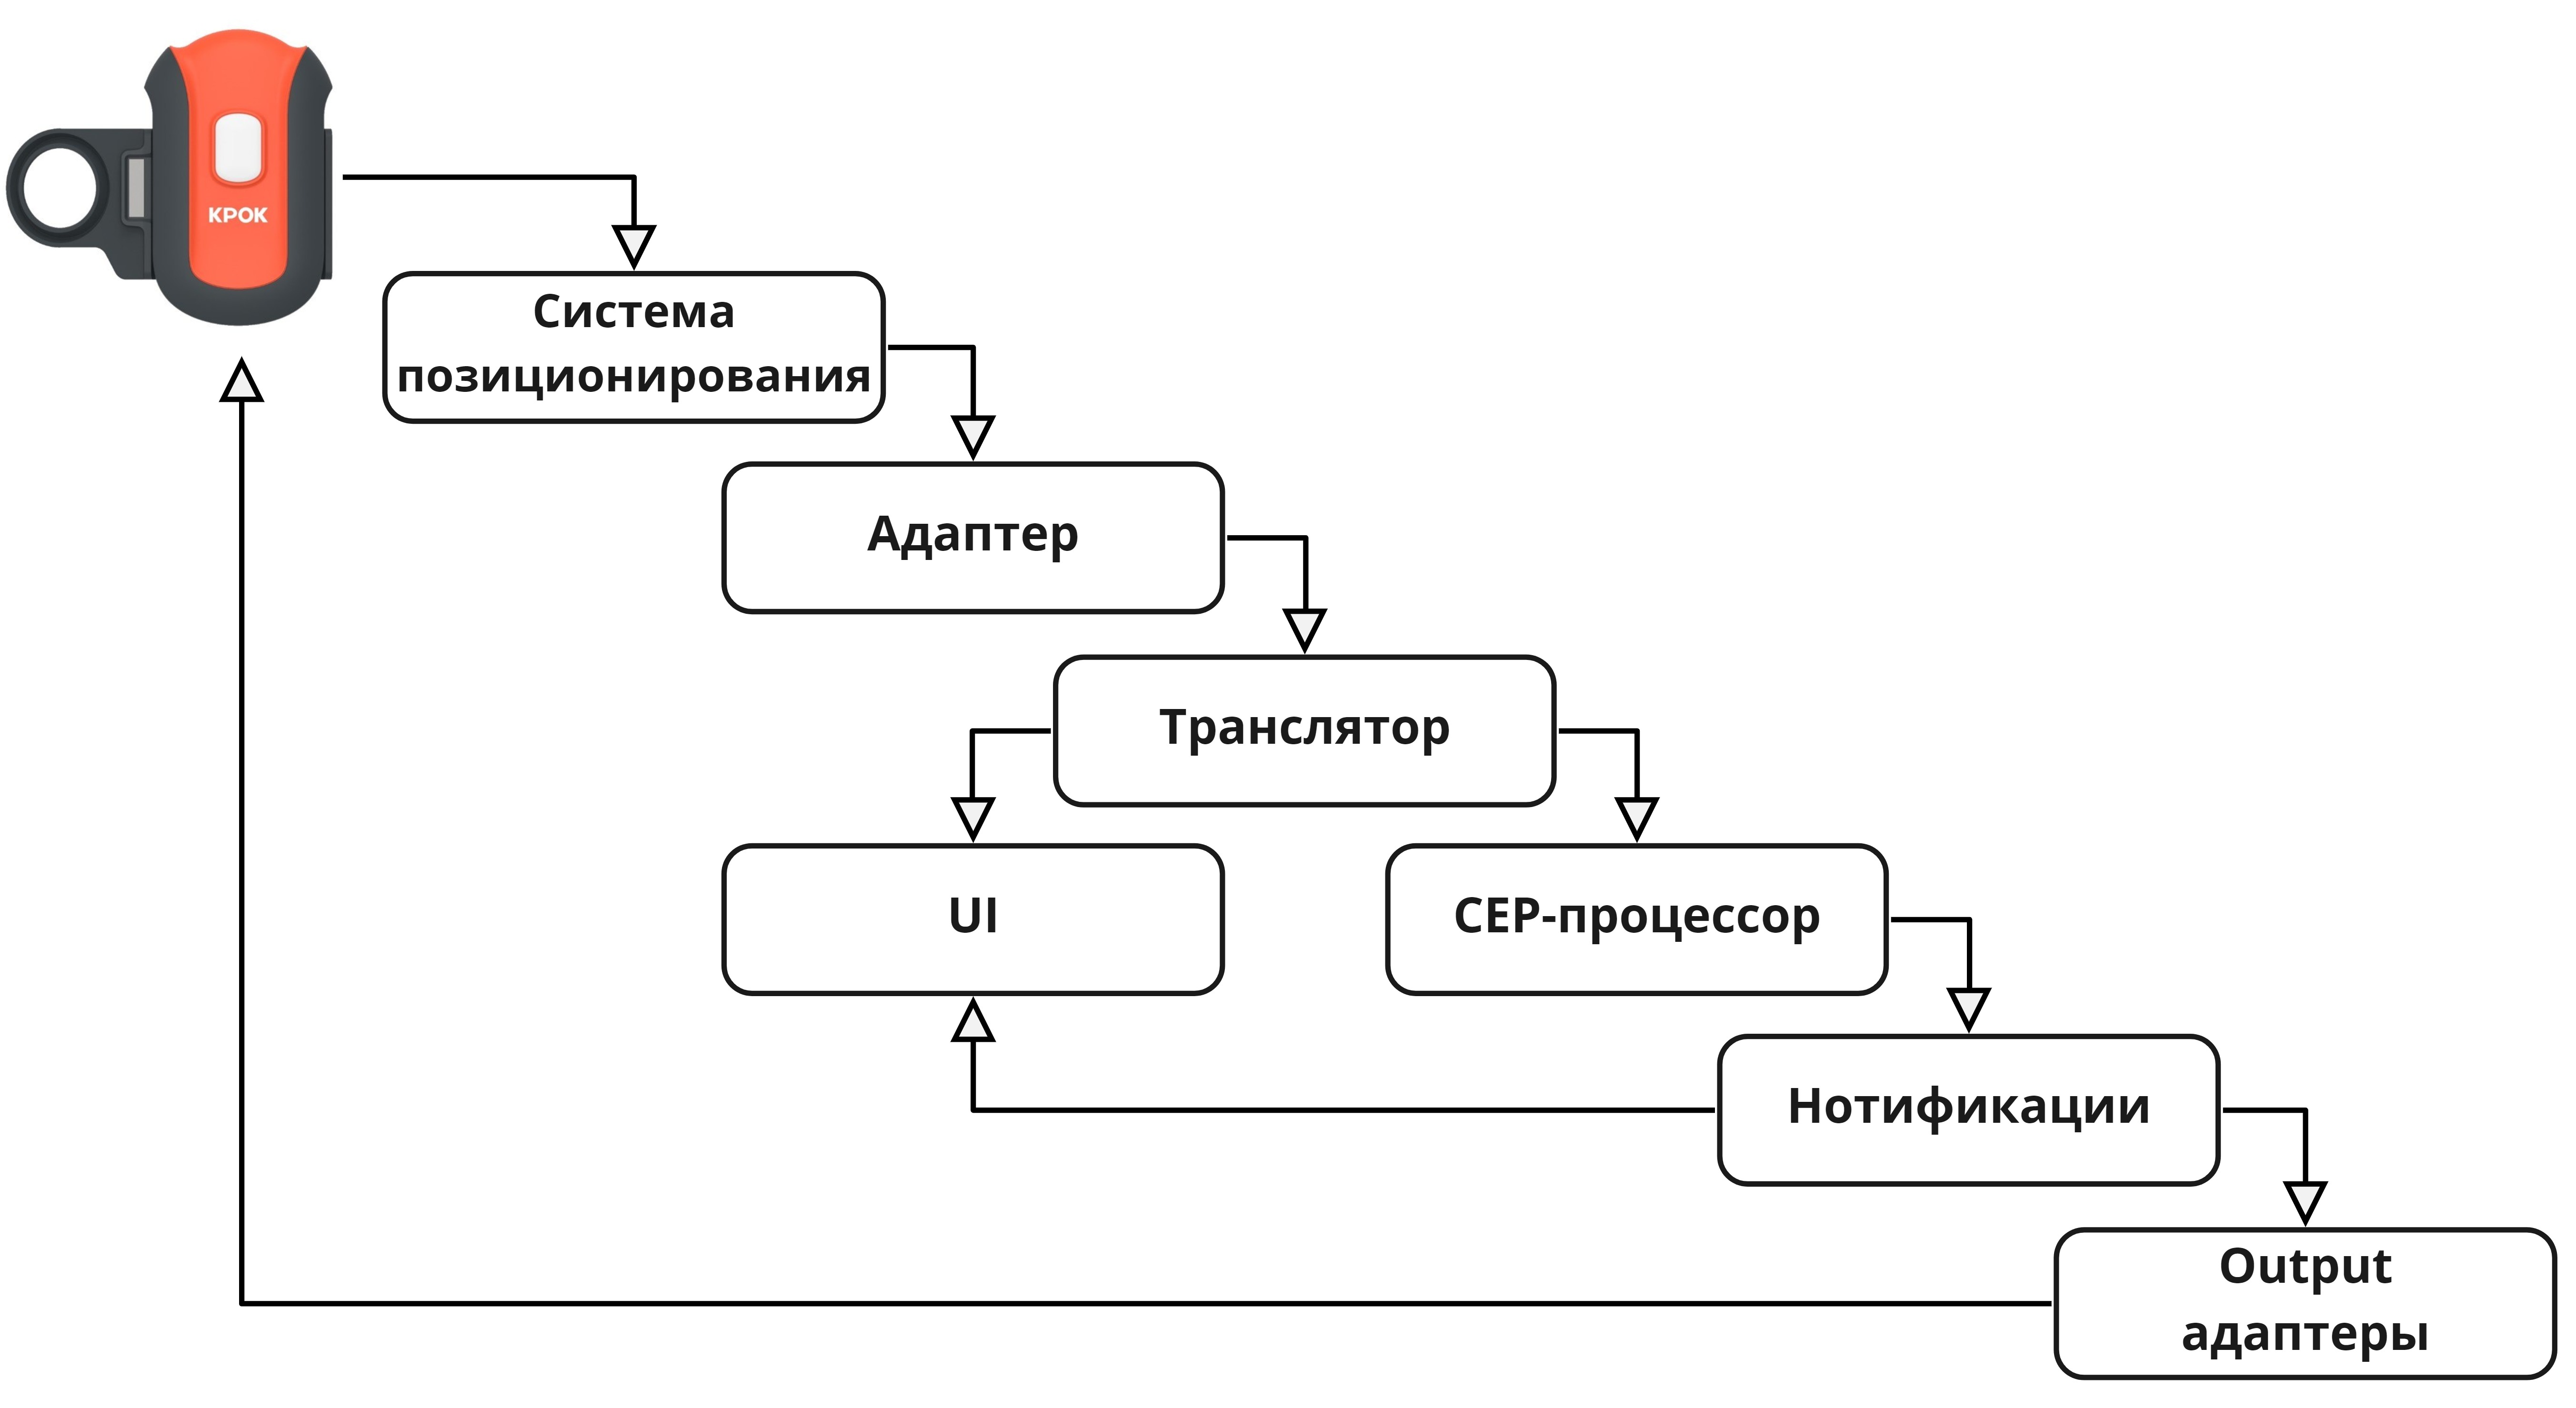 КРОК
Система
позиционирования
Адаптер
Транслятор
UI
CEP-процессор
Нотификации
Output
адаптеры